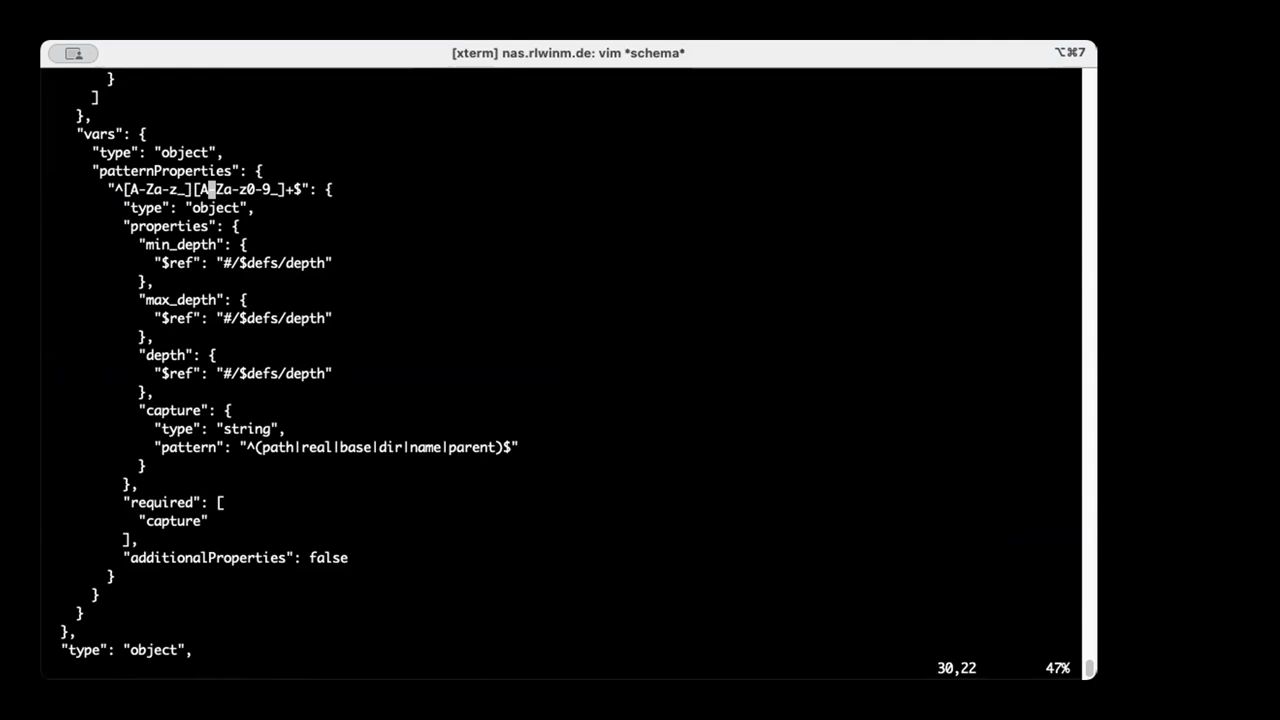 [xterm] nas.rlwinm.de: vim *schema*
⌥⌘7
}
]
},
"vars": {
"type": "object",
"patternProperties": {
"^[A-Za-z_][A-Za-z0-9_]+$": {
"type": "object",
"properties": {
"min_depth": {
"$ref": "#/$defs/depth"
},
"max_depth": {
"$ref": "#/$defs/depth"
},
"depth": {
"$ref": "#/$defs/depth"
},
"capture": {
"type": "string",
"pattern": "^(path|real|base|dir|name|parent)$"
}
},
"required": [
"capture"
],
"additionalProperties": false
}
}
}
},
"type": "object",
30,22 47%